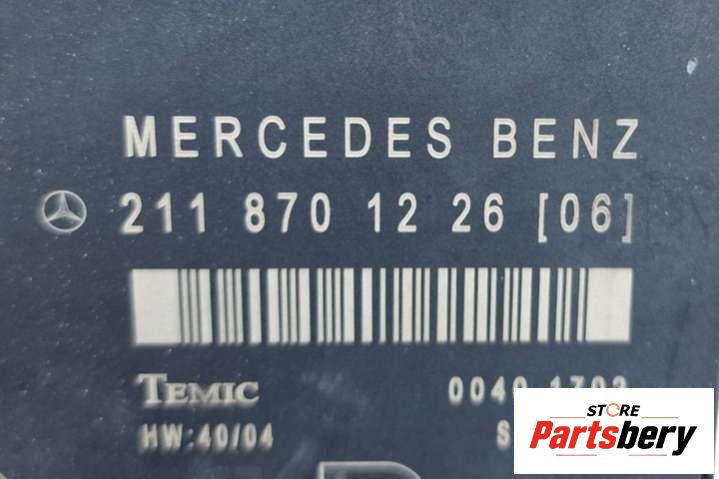 MERCEDES BENZ
211 870 12 26 [06]
TEMIC
HW:40/04
STORE
Partsbery